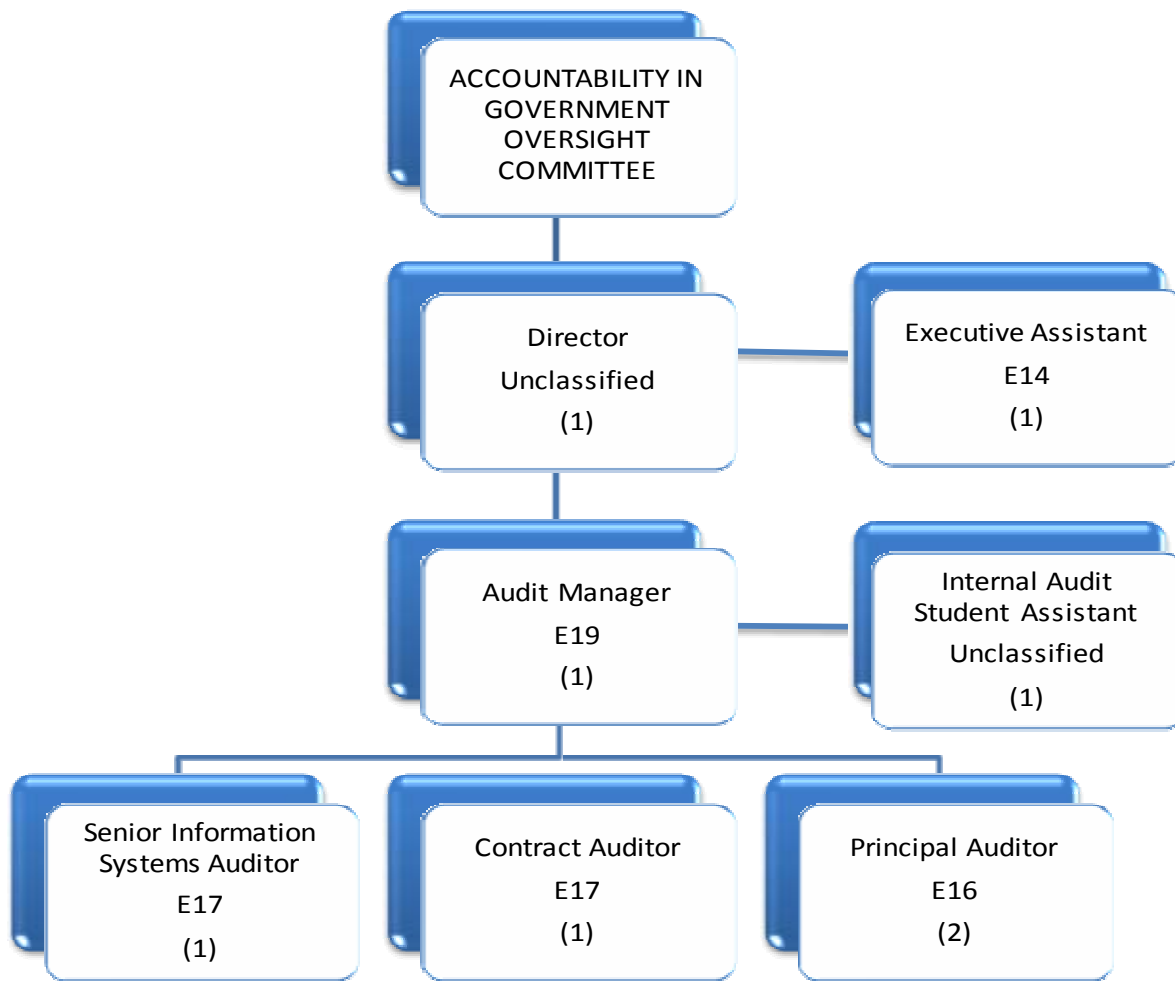 ACCOUNTABILITY IN
GOVERNMENT
OVERSIGHT
COMMITTEE
Director
Unclassified
(1)
Executive Assistant
E14
(1)
Audit Manager
E19
(1)
Internal Audit
Student Assistant
Unclassified
(1)
Senior Information
Systems Auditor
E17
(1)
Contract Auditor
E17
(1)
Principal Auditor
E16
(2)